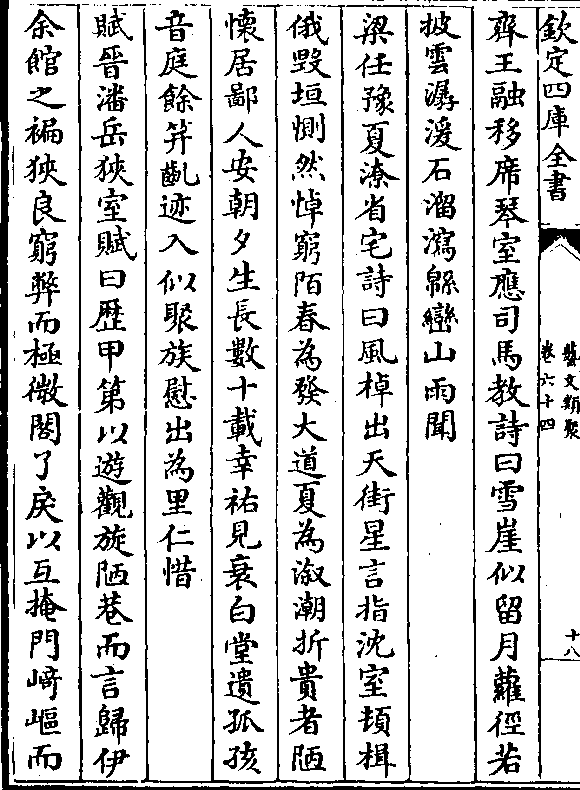 欽定四庫全書
藝文類聚
卷六十四
十八
齊王融移席琴室應司馬教詩曰雪崖似留月蘿徑若
披雲潺湲石溜瀉緜蠻山雨聞
梁任豫夏潦省宅詩曰風棹出天街星言指沈室頓楫
俄毀垣惻然悼窮陌春為發大道夏為溆潮折貴者陋
懷居鄙人安朝夕生長數十載幸祐見衰白堂遺孤孩
音庭餘笄齓迹入似聚族慰出為里仁惜
賦晉潘岳狹室賦曰歴甲第以遊觀旋陋巷而言歸伊
余館之褊狹良窮弊而極微閣了戾以互掩門﨑嶇而